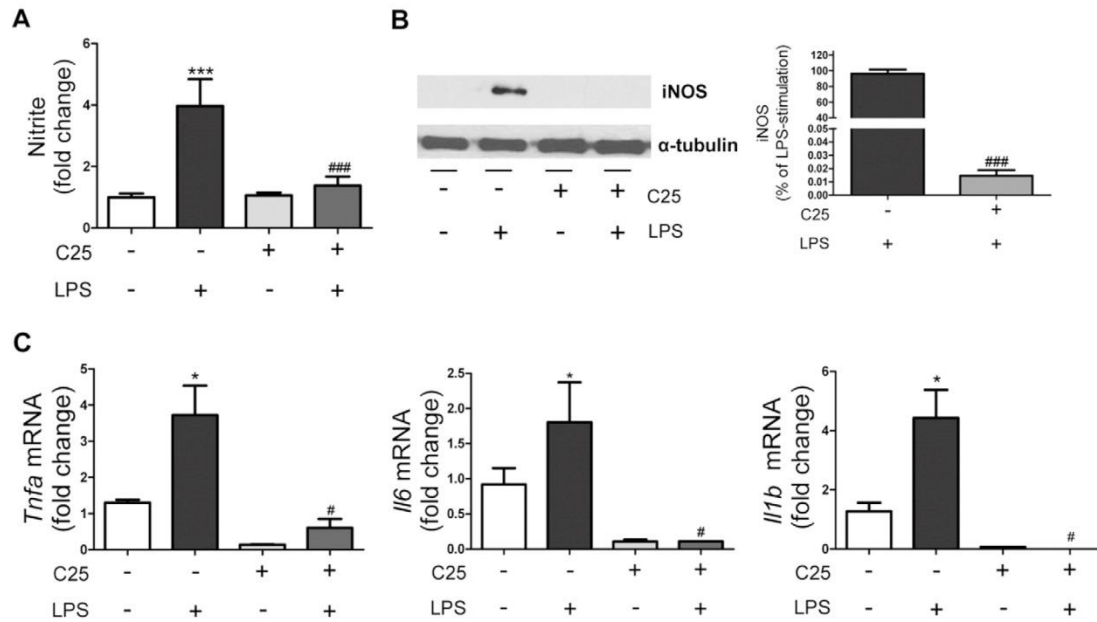 A
Nitrite
(fold change)
6
4
2
0
***
###
C25 - - + +
LPS - + - +
B
iNOS
α-tubulin
- - + + C25
- + - + LPS
iNOS
(% of LPS-stimulation)
120
100
80
60
40
0.05
0.04
0.03
0.02
0.01
0.00
###
C25 - +
LPS + +
C
Tnfa mRNA
(fold change)
5
4
3
2
1
0
*
#
C25 - - + +
LPS - + - +
Il6 mRNA
(fold change)
2.5
2.0
1.5
1.0
0.5
0.0
*
#
C25 - - + +
LPS - + - +
Il1b mRNA
(fold change)
6
4
2
0
*
#
C25 - - + +
LPS - + - +